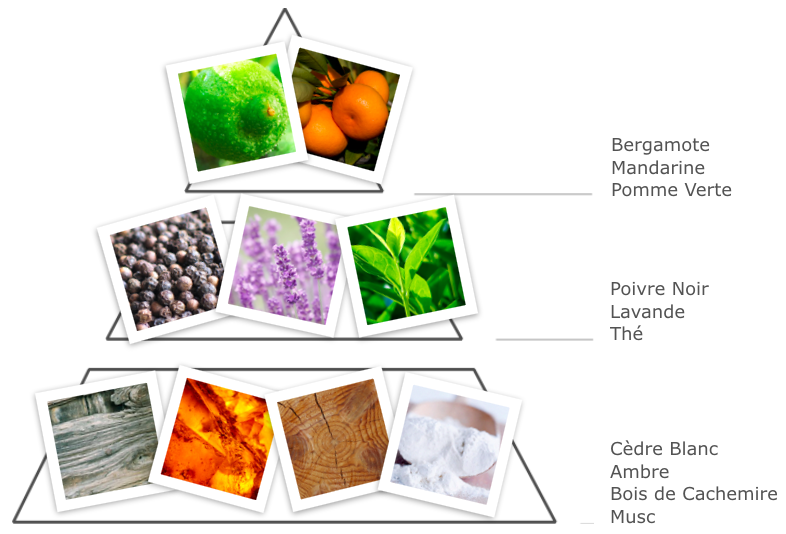 Bergamote
Mandarine
Pomme Verte
Poivre Noir
Lavande
Thé
Cèdre Blanc
Ambre
Bois de Cachemire
Musc